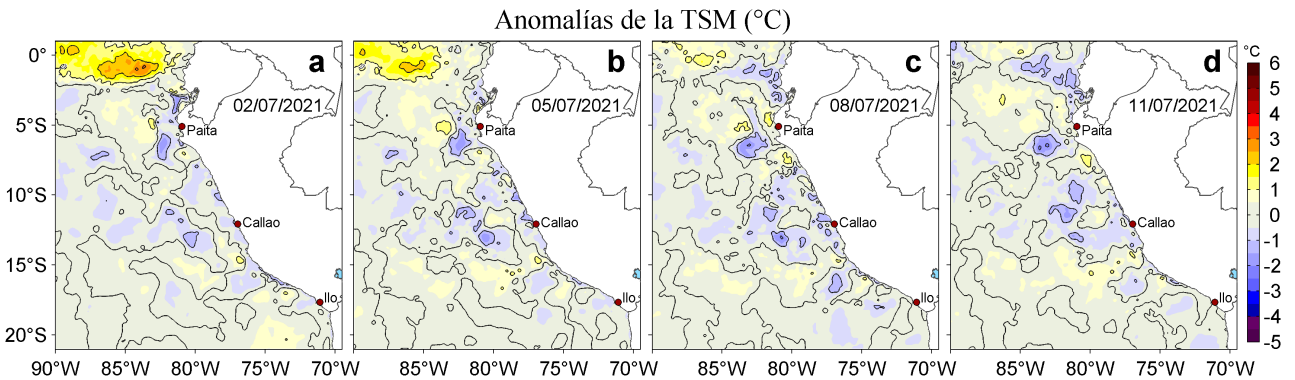 Anomalías de la TSM (°C)
a
b
c
d
°C
0°
5°S
10°S
15°S
20°S
02/07/2021
05/07/2021
08/07/2021
11/07/2021
Paita
Paita
Paita
Paita
Callao
Callao
Callao
Callao
Ilo
Ilo
Ilo
Ilo
6
5
4
3
2
1
0
-1
-2
-3
-4
-5
90°W 85°W 80°W 75°W 70°W
85°W 80°W 75°W 70°W
85°W 80°W 75°W 70°W
85°W 80°W 75°W 70°W